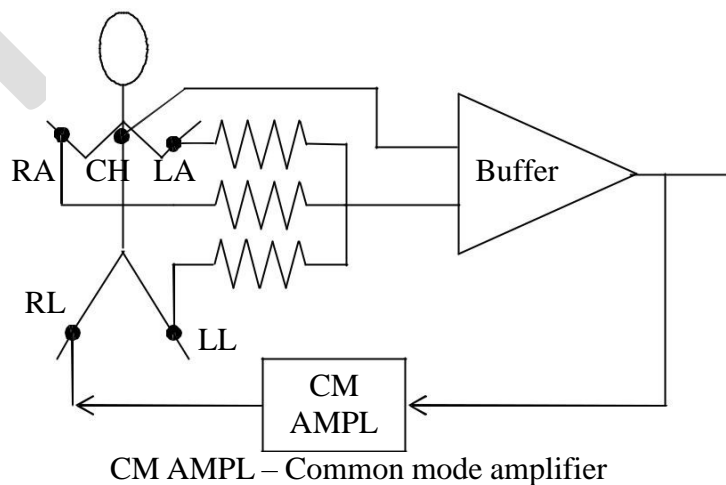 RA CH LA
Buffer
RL
LL
CM
AMPL
CM AMPL – Common mode amplifier